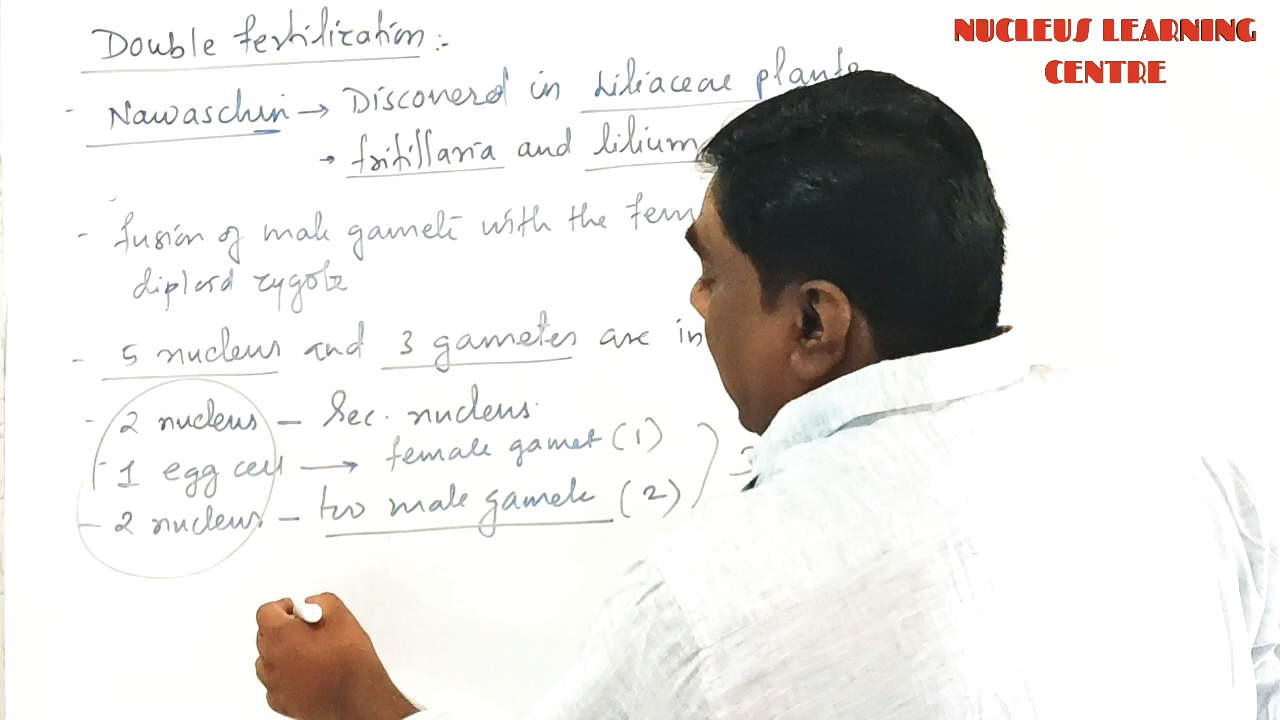 NUCLEUS LEARNING
CENTRE
Double fertilization :-
- Nawaschin → Discovered in Liliaceae plants
→ fritillaria and lilium
- fusion of male gamete with the fem
diploid zygote
- 5 nucleus and 3 gametes are in
- 2 nucleus – Sec. nucleus.
- 1 egg cell → female gamet (1)
- 2 nucleus – two male gamete (2)